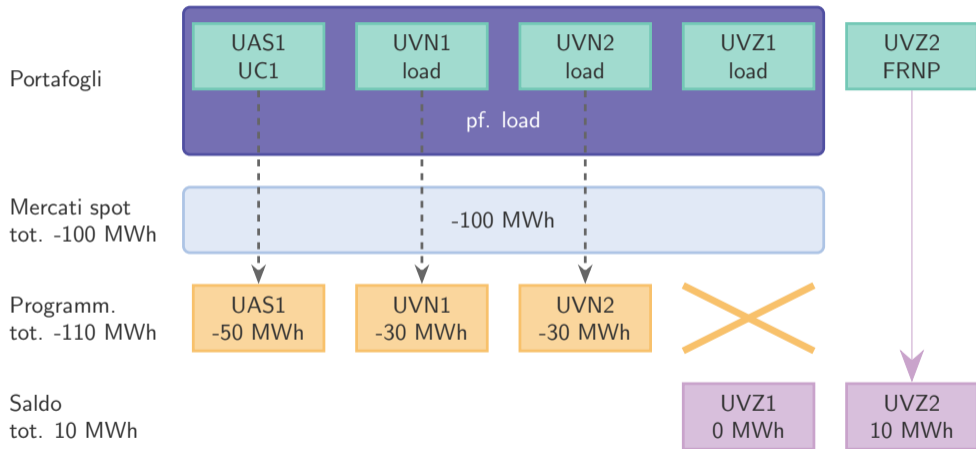 Portafogli
UAS1
UC1
UVN1
load
UVN2
load
UVZ1
load
UVZ2
FRNP
pf. load
Mercati spot
tot. -100 MWh
-100 MWh
Programm.
tot. -110 MWh
UAS1
-50 MWh
UVN1
-30 MWh
UVN2
-30 MWh
Saldo
tot. 10 MWh
UVZ1
0 MWh
UVZ2
10 MWh